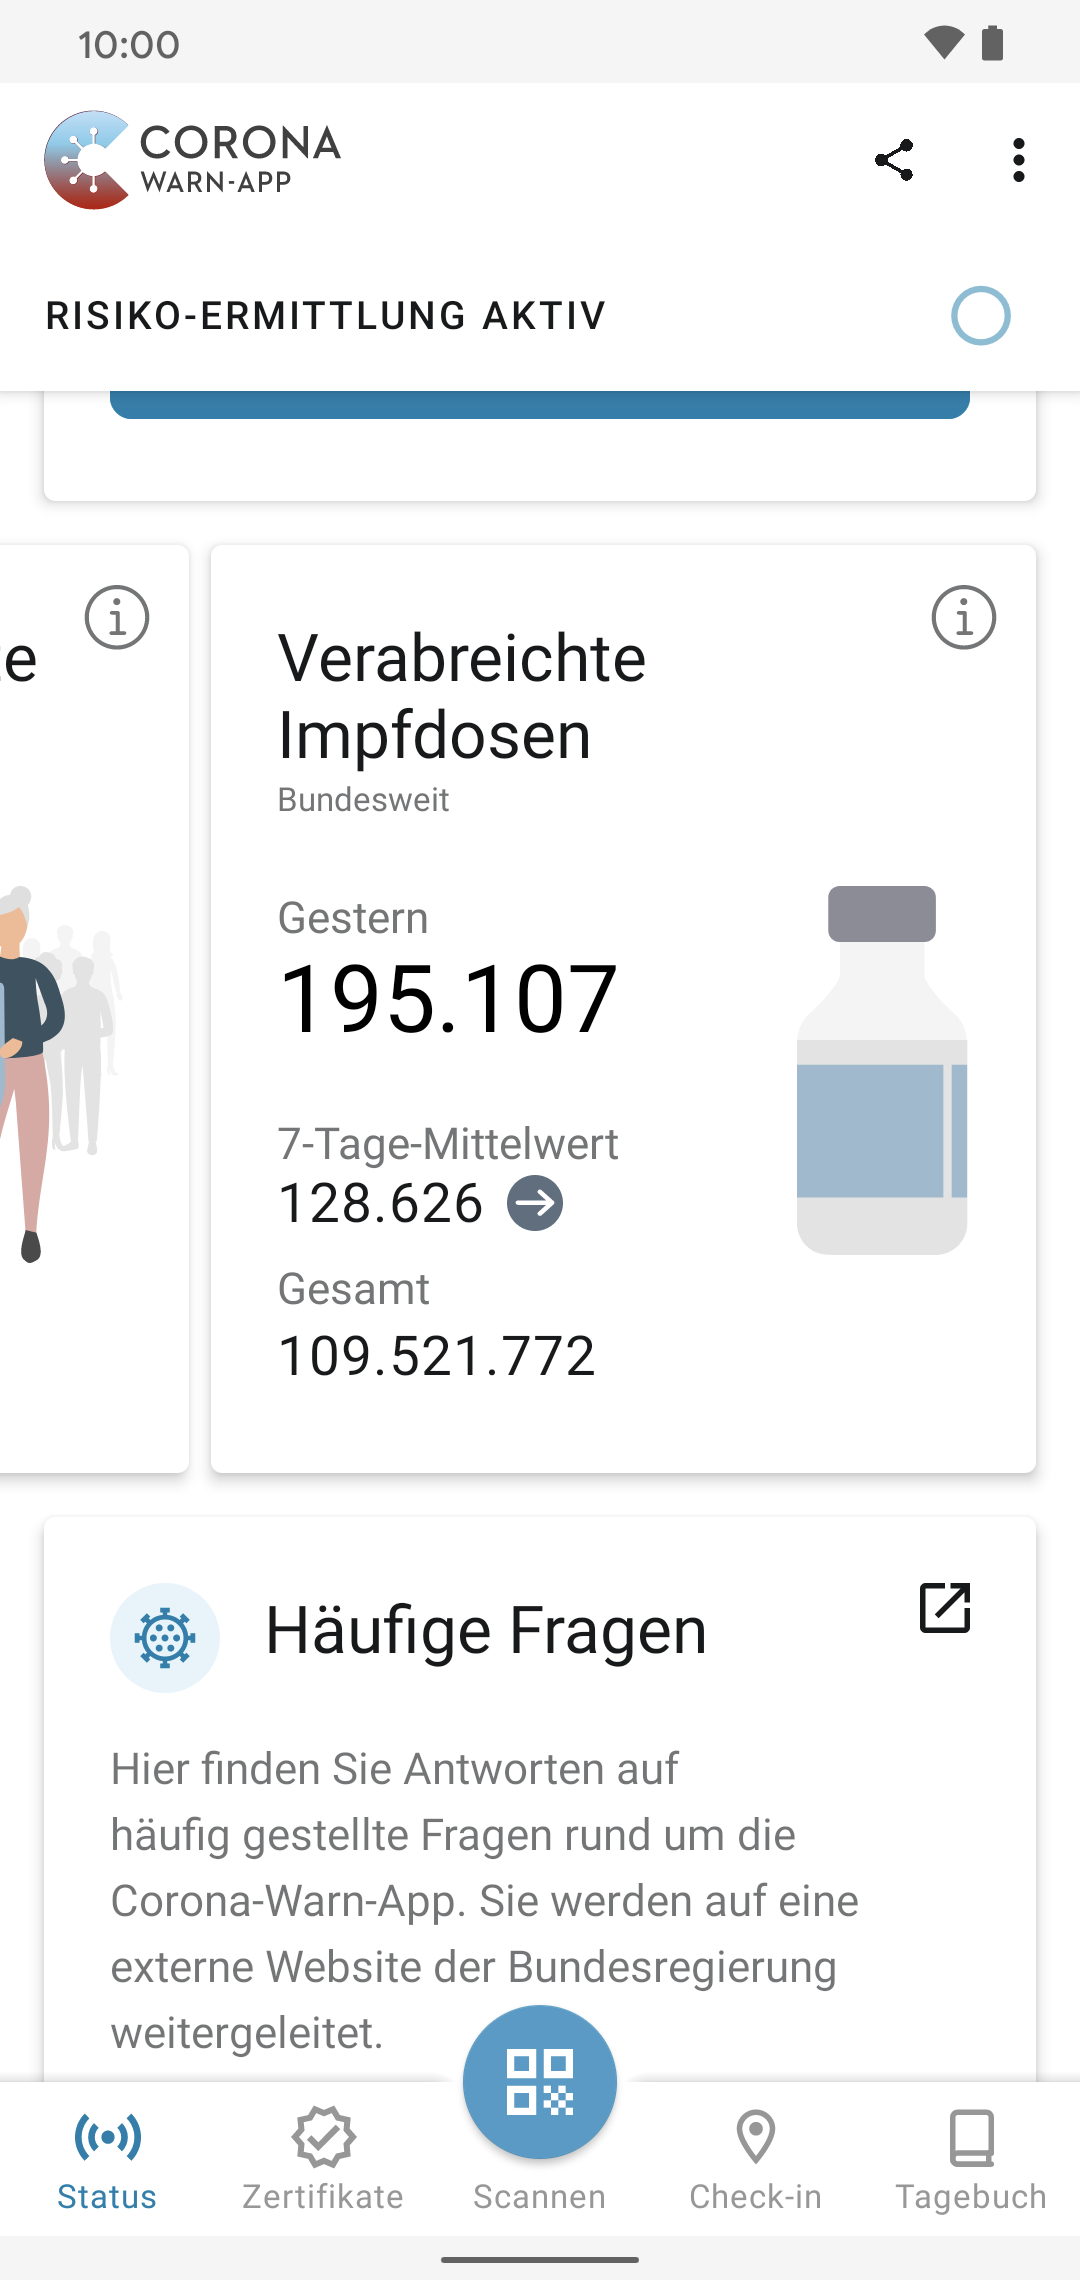 10:00
CORONA
WARN-APP
RISIKO-ERMITTLUNG AKTIV
Verabreichte
Impfdosen
Bundesweit
Gestern
195.107
7-Tage-Mittelwert
128.626
Gesamt
109.521.772
Häufige Fragen
Hier finden Sie Antworten auf
häufig gestellte Fragen rund um die
Corona-Warn-App. Sie werden auf eine
externe Website der Bundesregierung
weitergeleitet.
Status
Zertifikate
Scannen
Check-in
Tagebuch